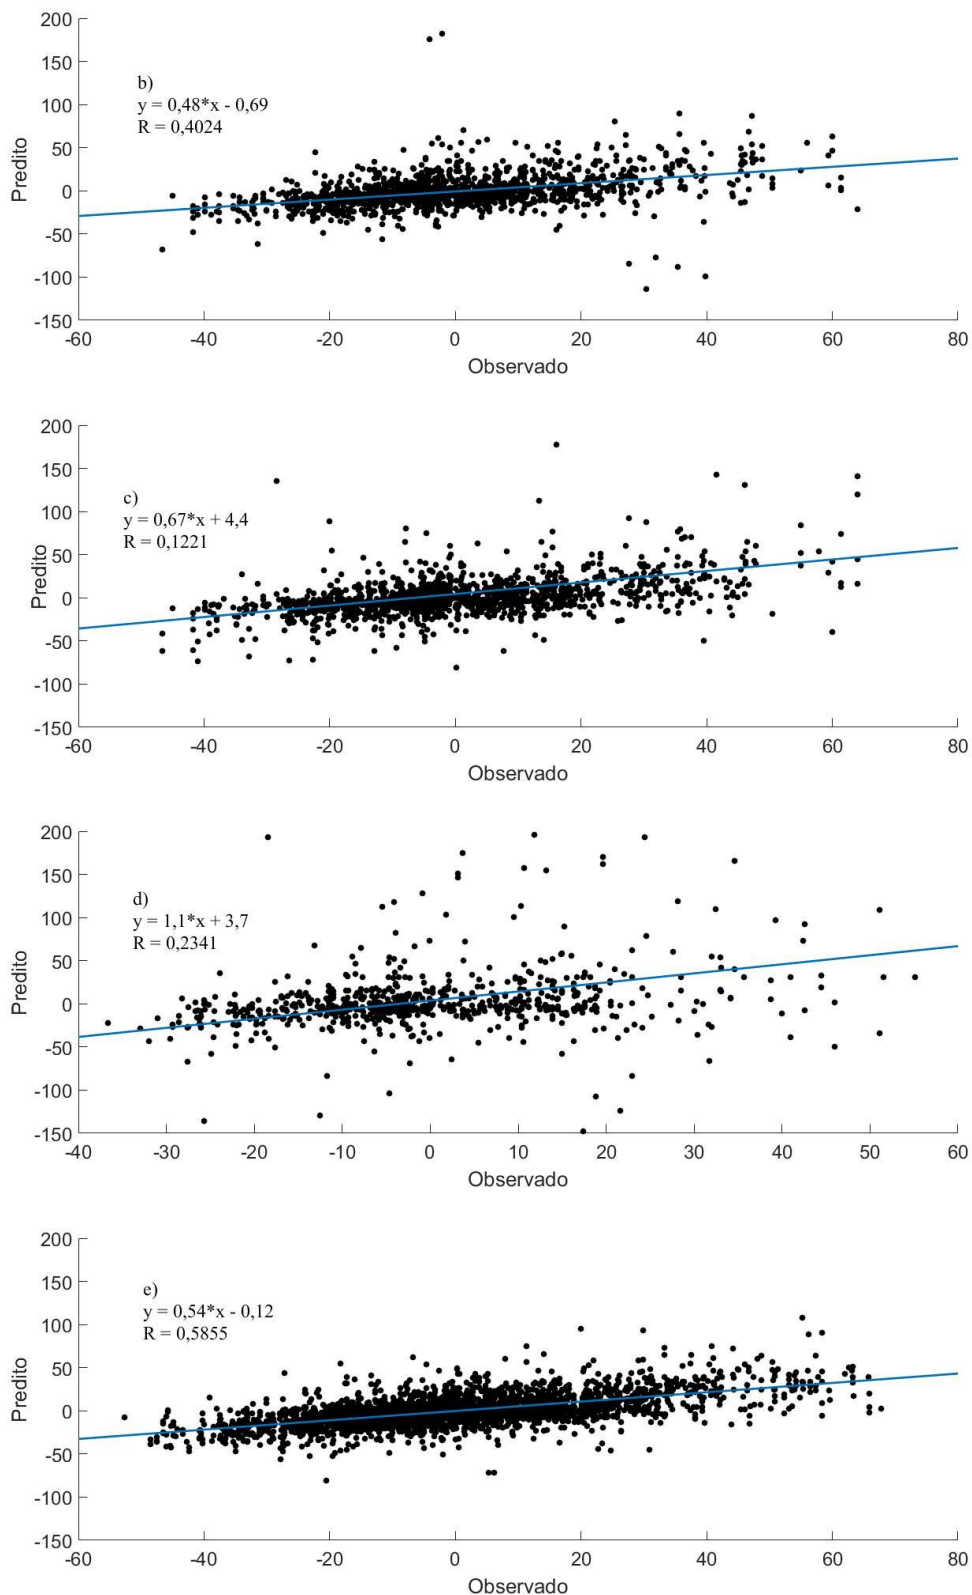 200
150
b)
y = 0,48*x - 0,69
R = 0,4024
100
50
0
-50
-100
-150
Predito
-60 -40 -20 0 20 40 60 80
Observado
200
150
c)
y = 0,67*x + 4,4
R = 0,1221
100
50
0
-50
-100
-150
Predito
-60 -40 -20 0 20 40 60 80
Observado
200
150
d)
y = 1,1*x + 3,7
R = 0,2341
100
50
0
-50
-100
-150
Predito
-40 -30 -20 -10 0 10 20 30 40 50 60
Observado
200
150
e)
y = 0,54*x - 0,12
R = 0,5855
100
50
0
-50
-100
-150
Predito
-60 -40 -20 0 20 40 60 80
Observado